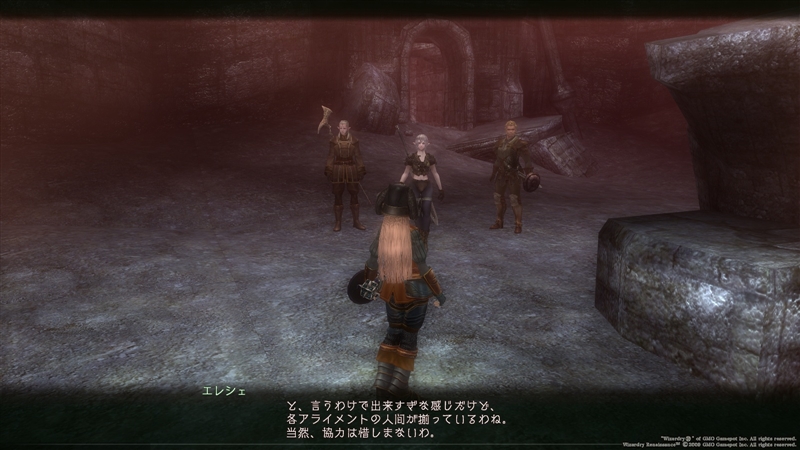 エレシェ
と、言うわけで出来すぎな感じだけど、
各アライメントの人間が揃っているわね。
当然、協力は惜しまないわ。
"Wizardry®" of GMO Gamepot Inc. All rights reserved.
Wizardry Renaissance™ ©2009 GMO Gamepot Inc. All rights reserved.